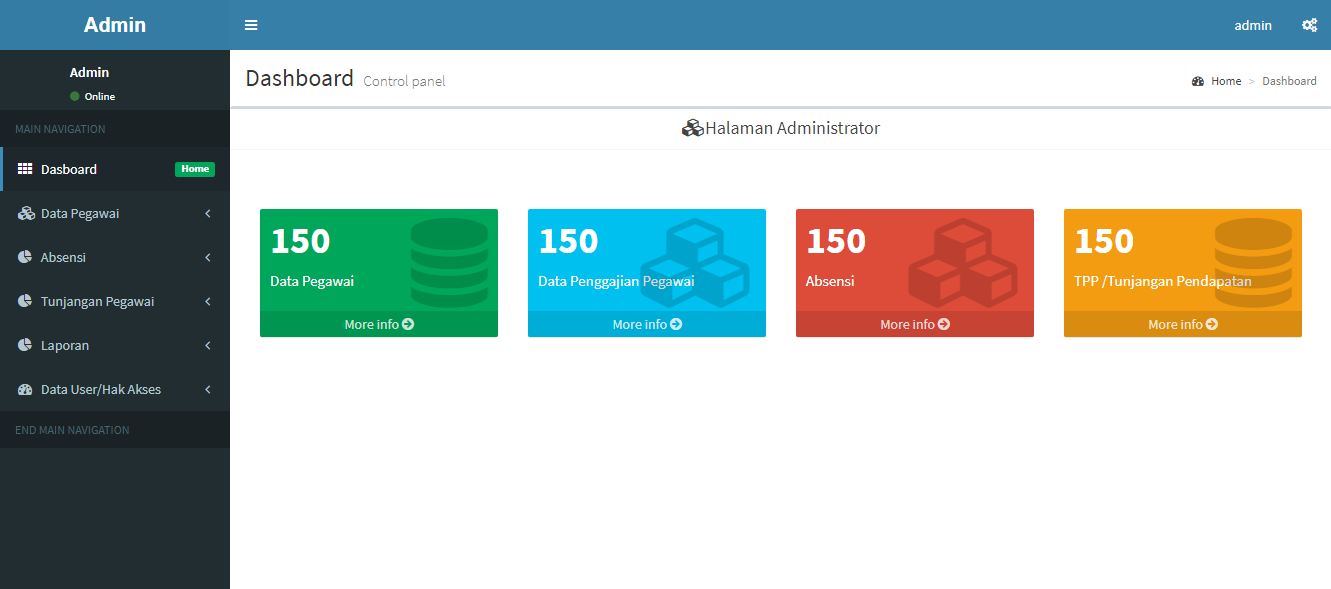 Admin
admin
Admin
Online
MAIN NAVIGATION
Dasboard Home
Data Pegawai
Absensi
Tunjangan Pegawai
Laporan
Data User/Hak Akses
END MAIN NAVIGATION
Dashboard Control panel
Home > Dashboard
Halaman Administrator
150
Data Pegawai
More info
150
Data Penggajian Pegawai
More info
150
Absensi
More info
150
TPP /Tunjangan Pendapatan
More info